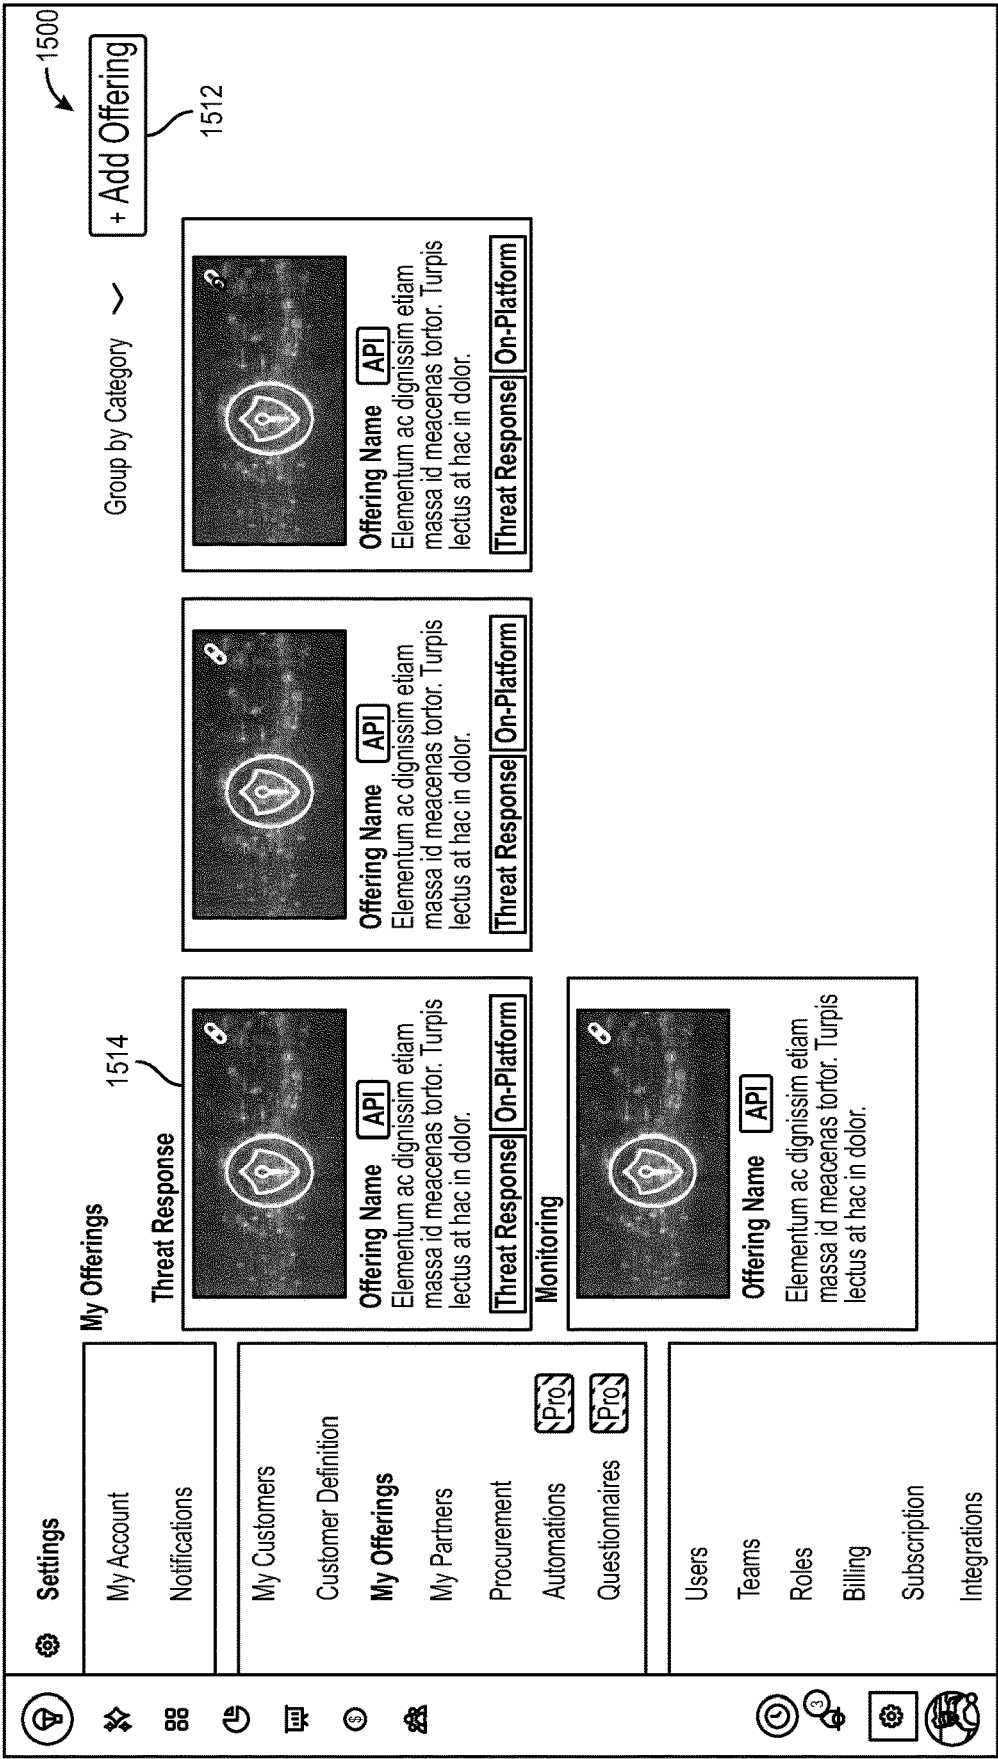 1500
Settings
My Account
Notifications
My Customers
Customer Definition
My Offerings
My Partners
Procurement
Automations Pro
Questionnaires Pro
Users
Teams
Roles
Billing
Subscription
Integrations
3
$
My Offerings
Group by Category
+ Add Offering
1512
Threat Response
1514
Offering Name API
Elementum ac dignissim etiam
massa id meacenas tortor. Turpis
lectus at hac in dolor.
Threat Response On-Platform
Offering Name API
Elementum ac dignissim etiam
massa id meacenas tortor. Turpis
lectus at hac in dolor.
Threat Response On-Platform
Offering Name API
Elementum ac dignissim etiam
massa id meacenas tortor. Turpis
lectus at hac in dolor.
Threat Response On-Platform
Monitoring
Offering Name API
Elementum ac dignissim etiam
massa id meacenas tortor. Turpis
lectus at hac in dolor.